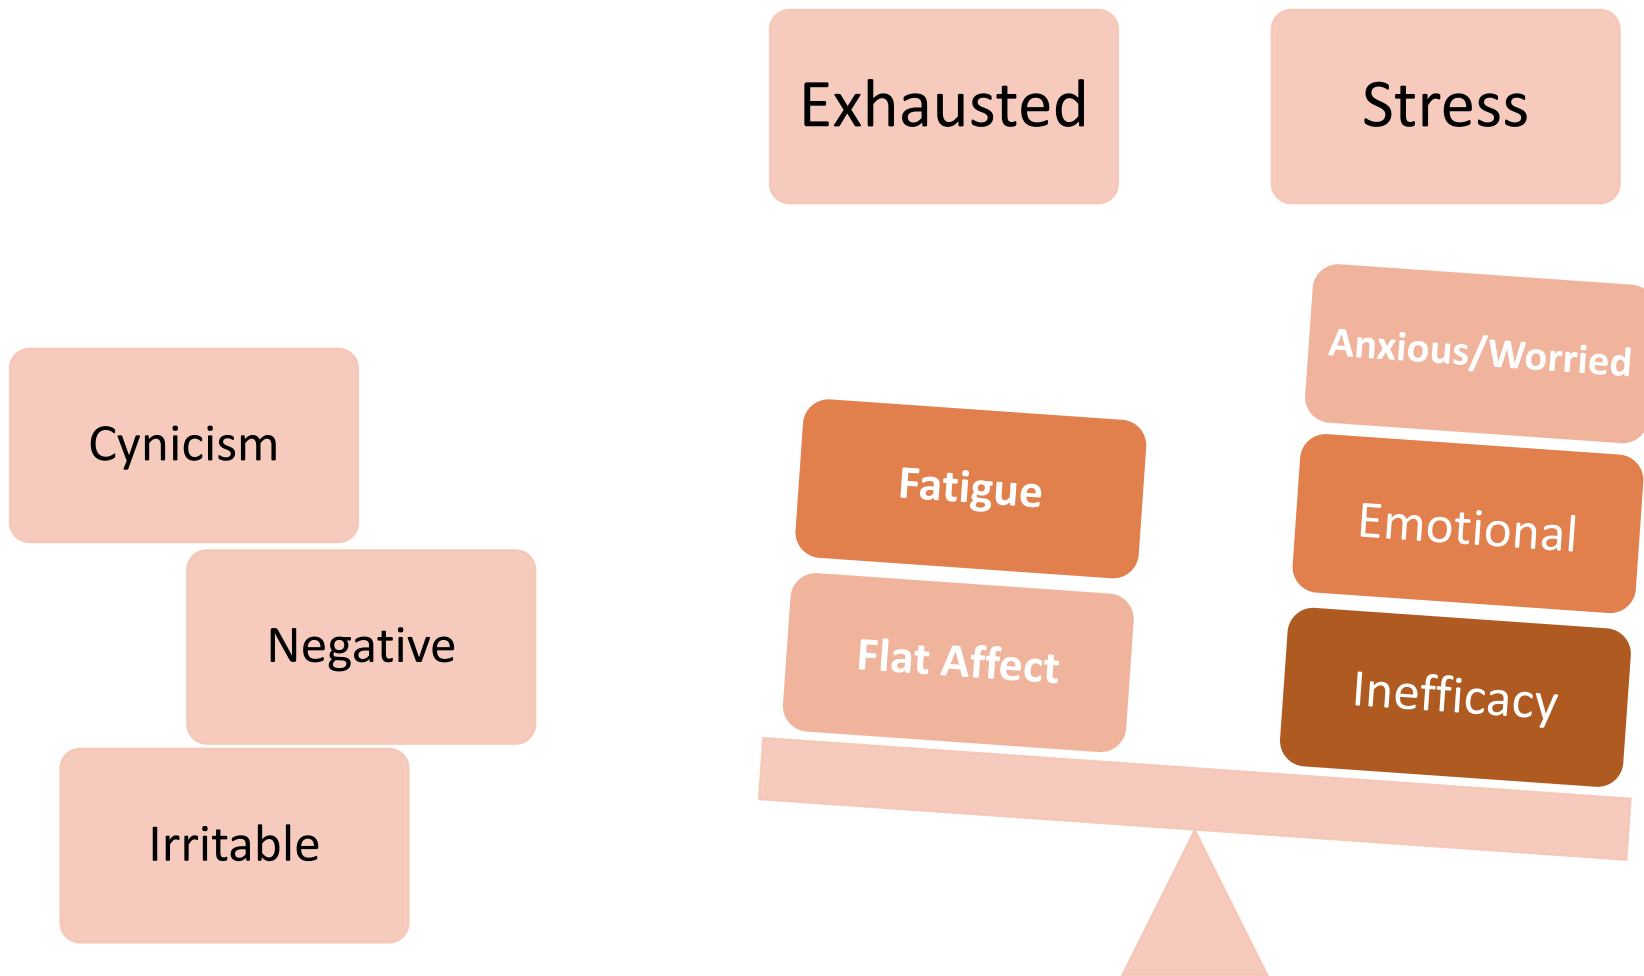 Exhausted
Stress
Anxious/Worried
Cynicism
Fatigue
Emotional
Negative
Flat Affect
Inefficacy
Irritable